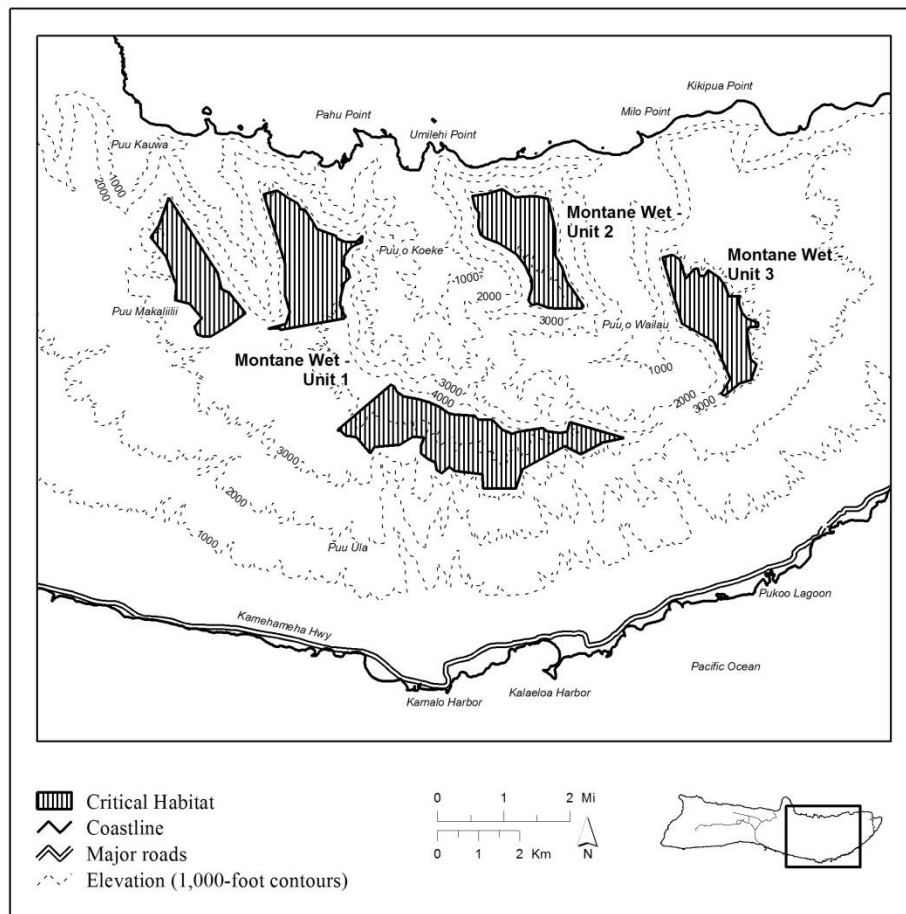 Kikipua Point
Pahu Point
Milo Point
Umilehi Point
Puu Kauwa
1000
2000
Montane Wet
Unit 2
Puu o Koeke
Montane Wet
Unit 3
1000
2000
Puu Makaliilii
3000
Puu o Wailau
Montane Wet
Unit 1
3000
1000
4000
2000
3000
3000
2000
1000
Puu Ula
Pukoo Lagoon
Kamehameha Hwy
Pacific Ocean
Kamalo Harbor
Kalaeloa Harbor
Critical Habitat
Coastline
Major roads
Elevation (1,000-foot contours)
0 1 2 Mi
0 1 2 Km
N